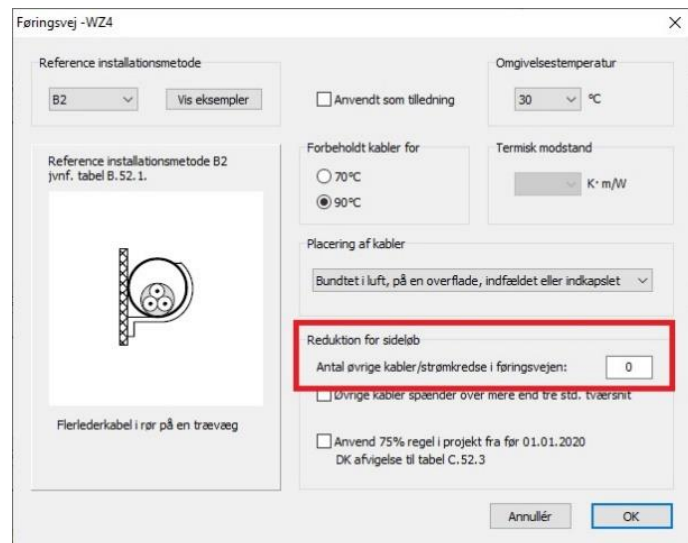 Føringsvej -WZ4
Reference installationsmetode
B2
Vis eksempler
Anvendt som tilledning
Omgivelsestemperatur
30
ºC
Reference installationsmetode B2
jvnf. tabel B.52.1.
Flerlederkabel i rør på en trævæg
Forbeholdt kabler for
70ºC
90ºC
Termisk modstand
K· m/W
Placering af kabler
Bundtet i luft, på en overflade, indfældet eller indkapslet
Reduktion for sideløb
Antal øvrige kabler/strømkredse i føringsvejen:
0
Øvrige kabler spænder over mere end tre std. tværsnit
Anvend 75% regel i projekt fra før 01.01.2020
DK afvigelse til tabel C.52.3
Annullér
OK